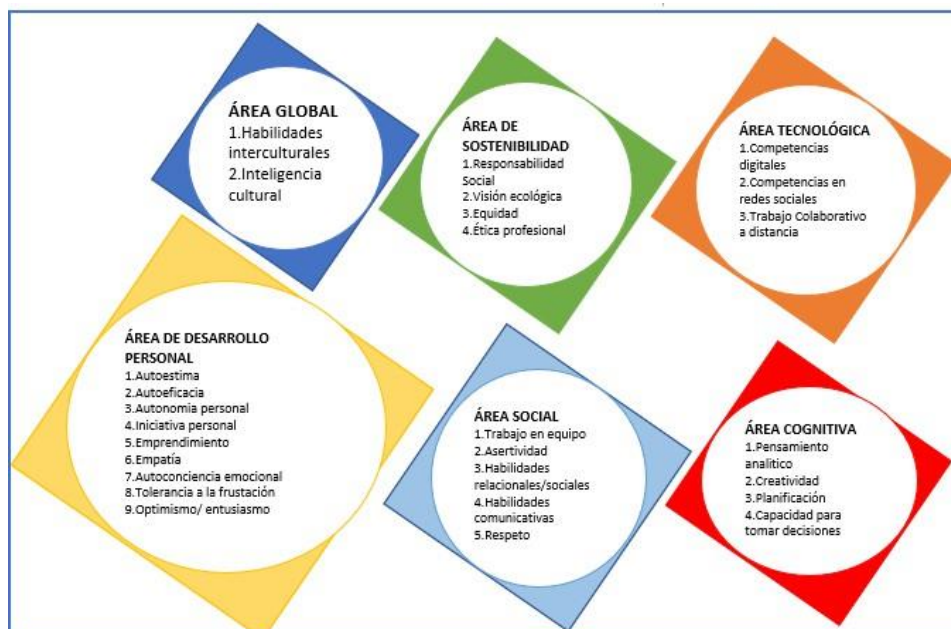 ÁREA GLOBAL
1.Habilidades
interculturales
2.Inteligencia
cultural
ÁREA DE
SOSTENIBILIDAD
1.Responsabilidad
Social
2.Visión ecológica
3.Equidad
4.Ética profesional
ÁREA TECNOLÓGICA
1.Competencias
digitales
2.Competencias en
redes sociales
3.Trabajo Colaborativo
a distancia
ÁREA DE DESARROLLO
PERSONAL
1.Autoestima
2.Autoeficacia
3.Autonomia personal
4.Iniciativa personal
5.Emprendimiento
6.Empatía
7.Autoconciencia emocional
8.Tolerancia a la frustación
9.Optimismo/ entusiasmo
ÁREA SOCIAL
1.Trabajo en equipo
2.Asertividad
3.Habilidades
relacionales/sociales
4.Habilidades
comunicativas
5.Respeto
ÁREA COGNITIVA
1.Pensamiento
analitico
2.Creatividad
3.Planificación
4.Capacidad para
tomar decisiones